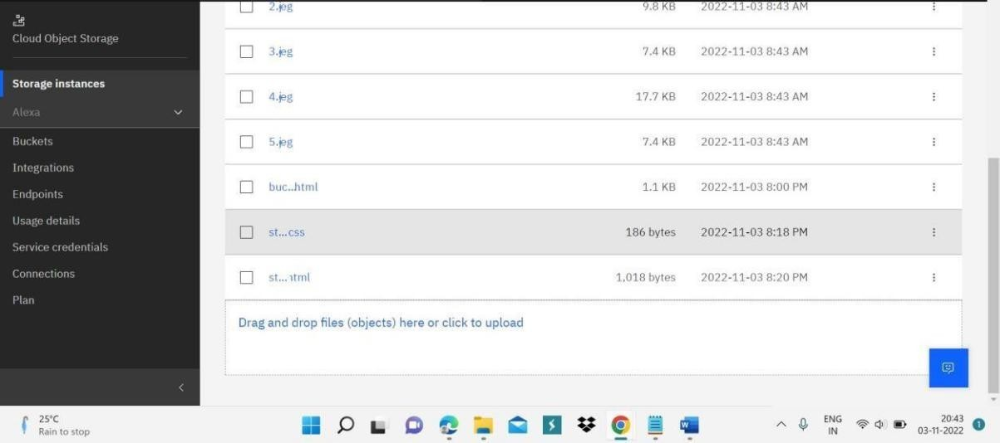 Cloud Object Storage
Storage instances
Alexa
Buckets
Integrations
Endpoints
Usage details
Service credentials
Connections
Plan
2.jeg 9.8 KB 2022-11-03 8:43 AM
3.jeg 7.4 KB 2022-11-03 8:43 AM
4.jeg 17.7 KB 2022-11-03 8:43 AM
5.jeg 7.4 KB 2022-11-03 8:43 AM
buc...html 1.1 KB 2022-11-03 8:00 PM
st...css 186 bytes 2022-11-03 8:18 PM
st... 1,018 bytes 2022-11-03 8:20 PM
Drag and drop files (objects) here or click to upload
25°C
Rain to stop
W
ENG
IN
20:43
03-11-2022
1